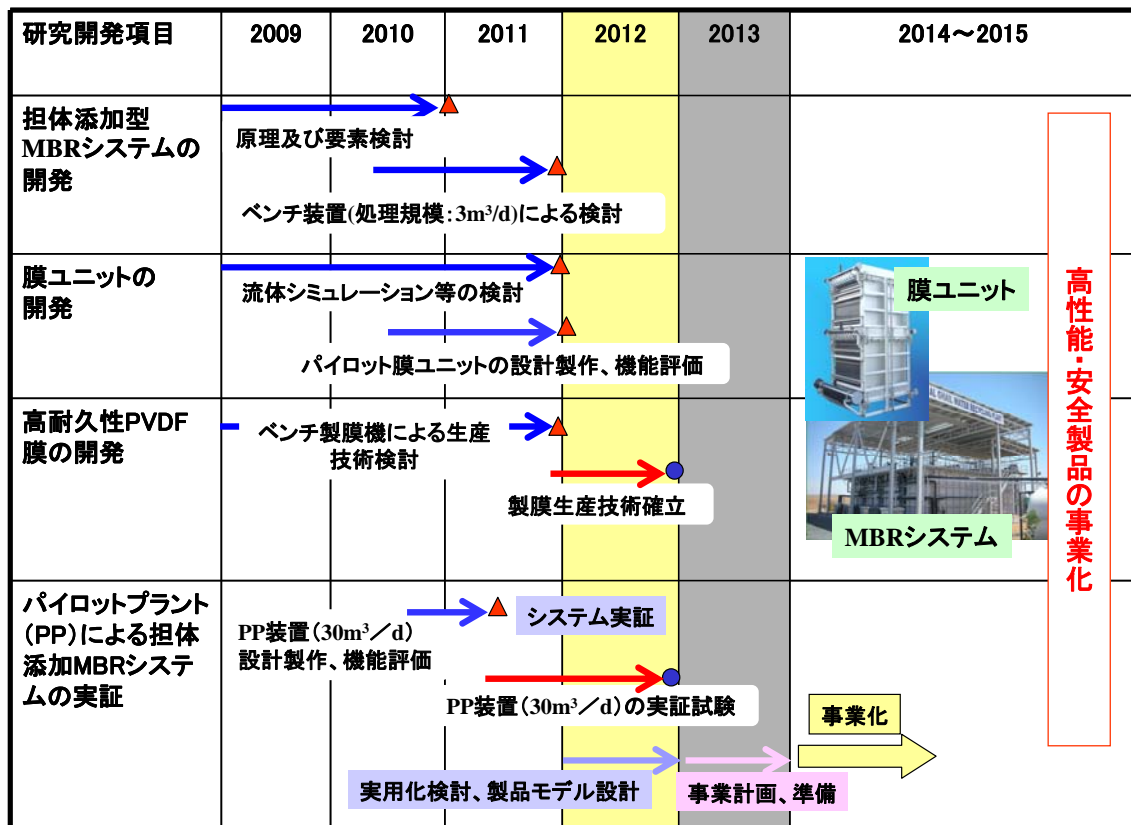 研究開発項目
2009
2010
2011
2012
2013
2014～2015
担体添加型
MBRシステムの
開発
原理及び要素検討
ベンチ装置(処理規模：3m³/d)による検討
膜ユニットの
開発
流体シミュレーション等の検討
パイロット膜ユニットの設計製作、機能評価
膜ユニット
高耐久性PVDF
膜の開発
ベンチ製膜機による生産
技術検討
製膜生産技術確立
MBRシステム
高性能・安全製品の事業化
パイロットプラント
（PP）による担体
添加MBRシステ
ムの実証
PP装置（30m³／d）
設計製作、機能評価
システム実証
PP装置（30m³／d）の実証試験
実用化検討、製品モデル設計
事業計画、準備
事業化